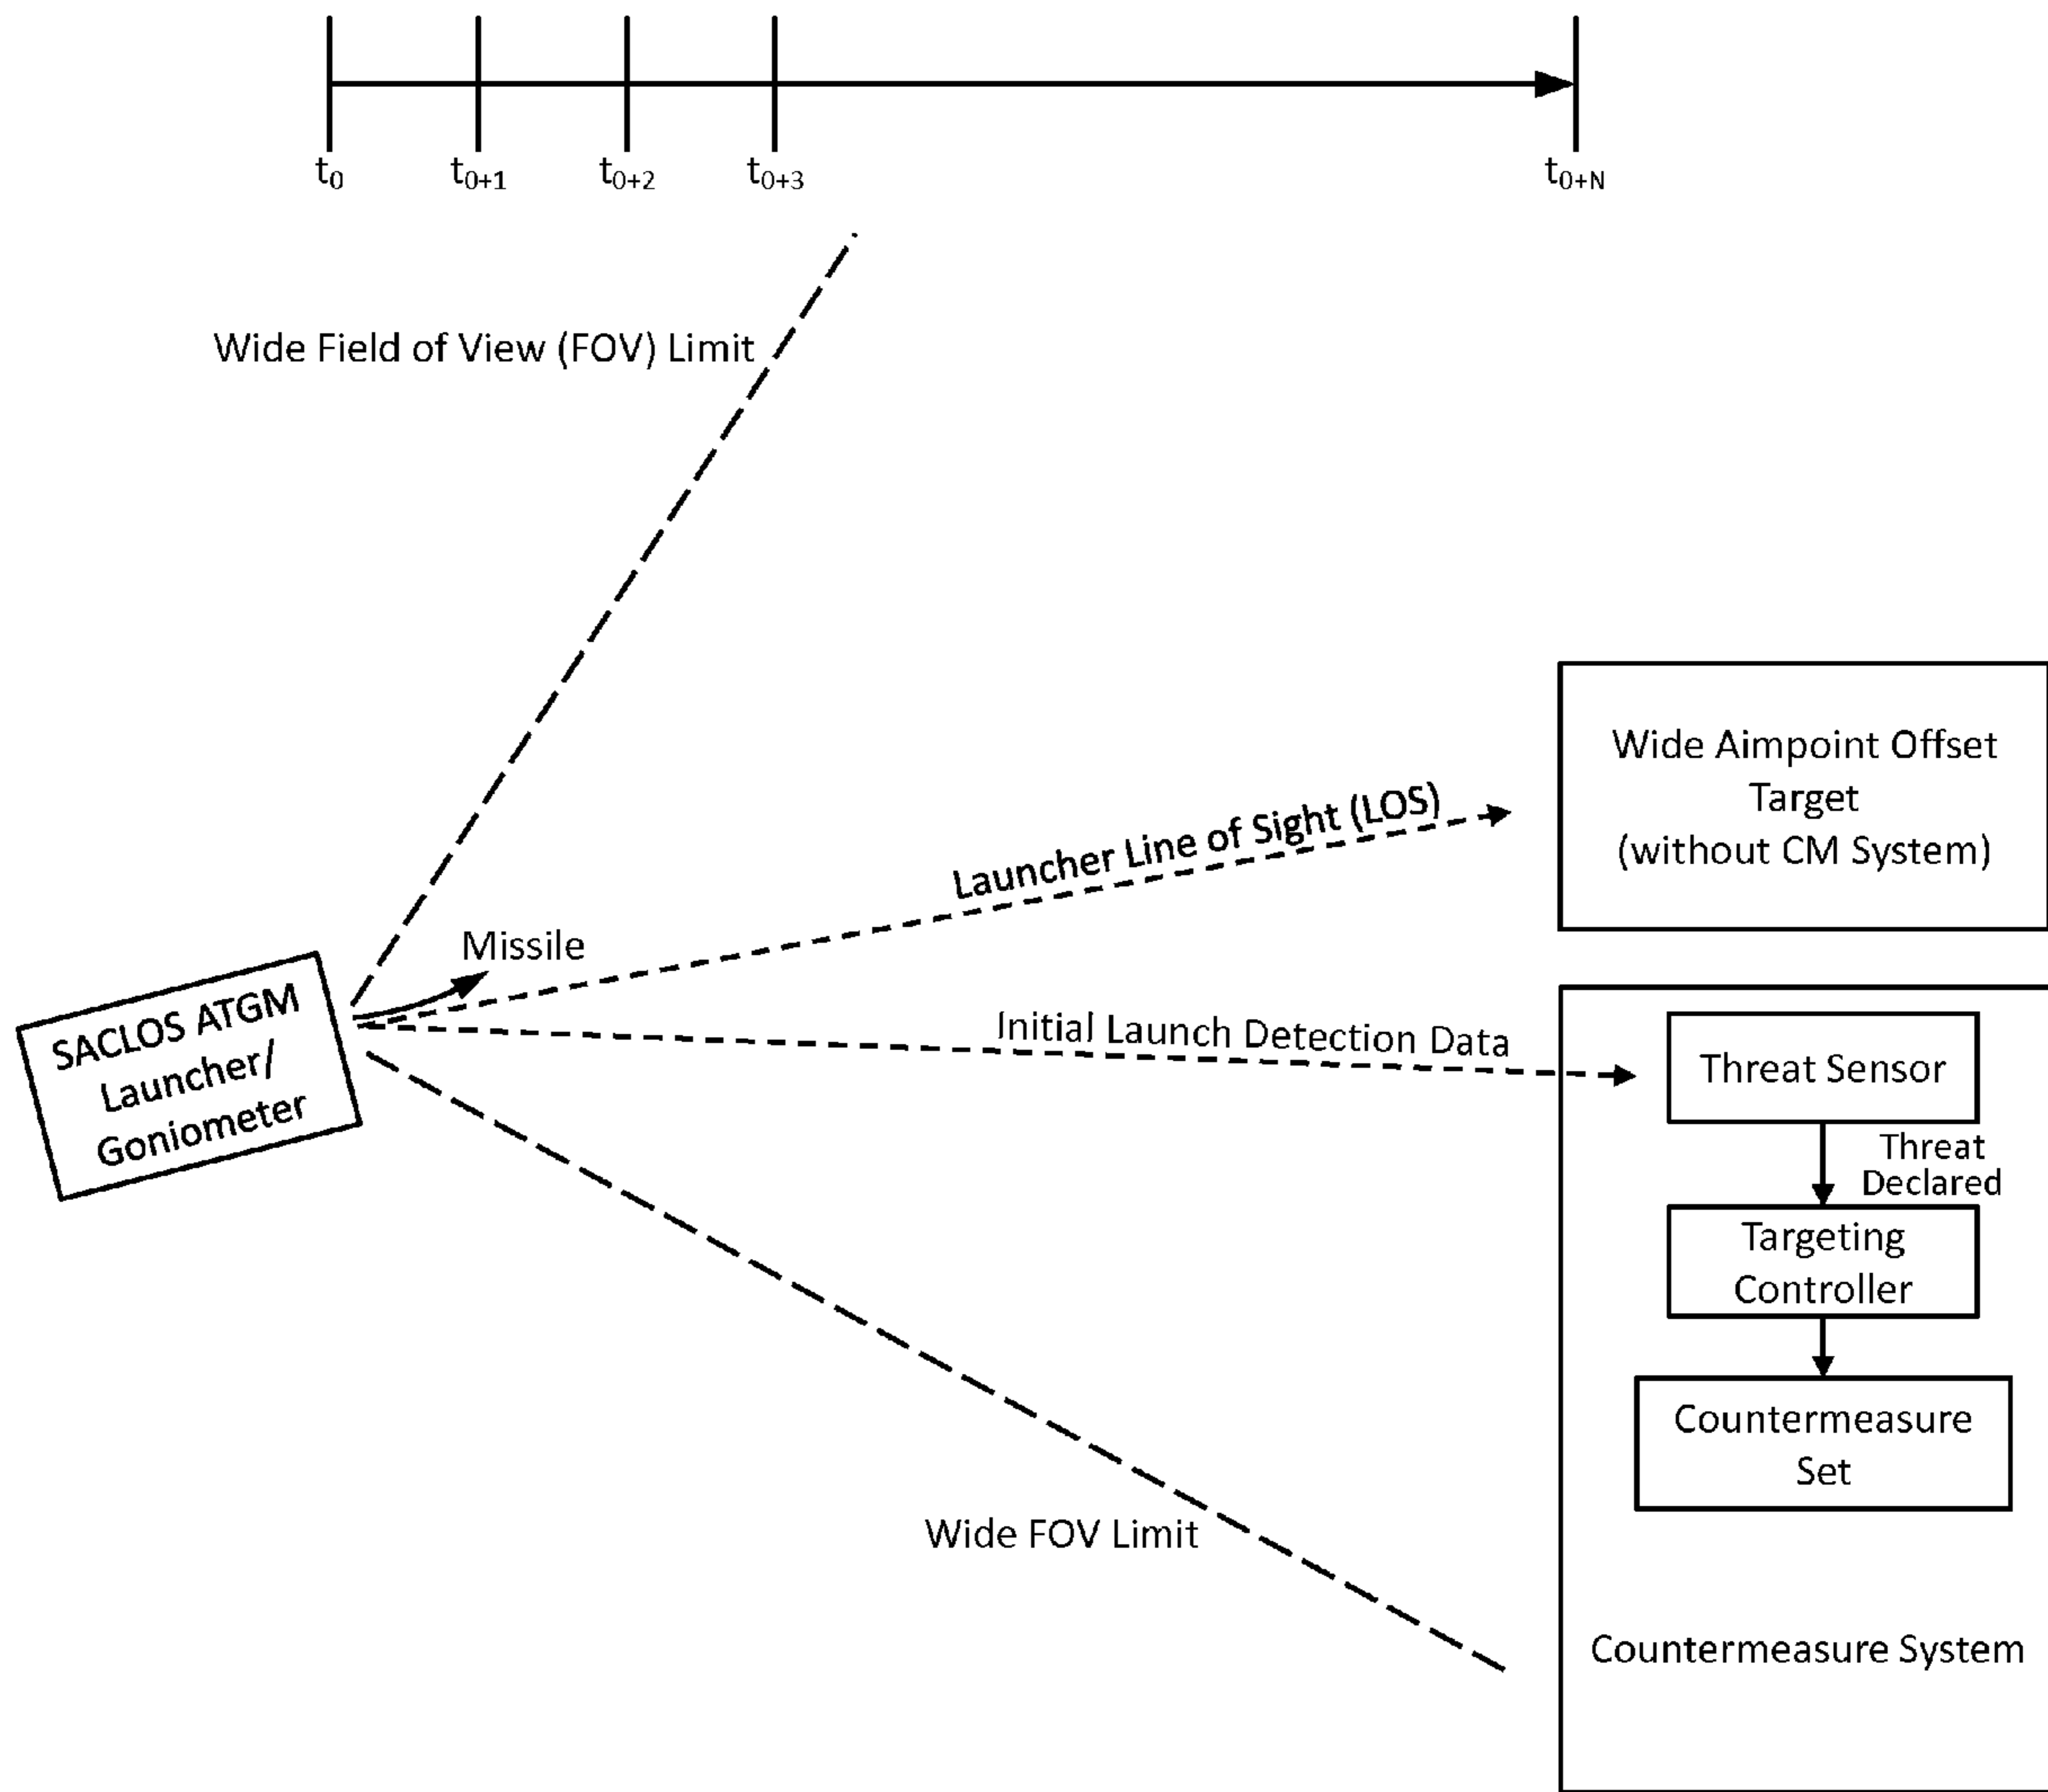 t0
t0+1
t0+2
t0+3
t0+N
Wide Field of View (FOV) Limit
Wide Aimpoint Offset
Target
(without CM System)
Launcher Line of Sight (LOS)
Missile
SACLOS ATGM
Launcher/
Goniometer
Initial Launch Detection Data
Threat Sensor
Threat
Declared
Targeting
Controller
Countermeasure
Set
Wide FOV Limit
Countermeasure System